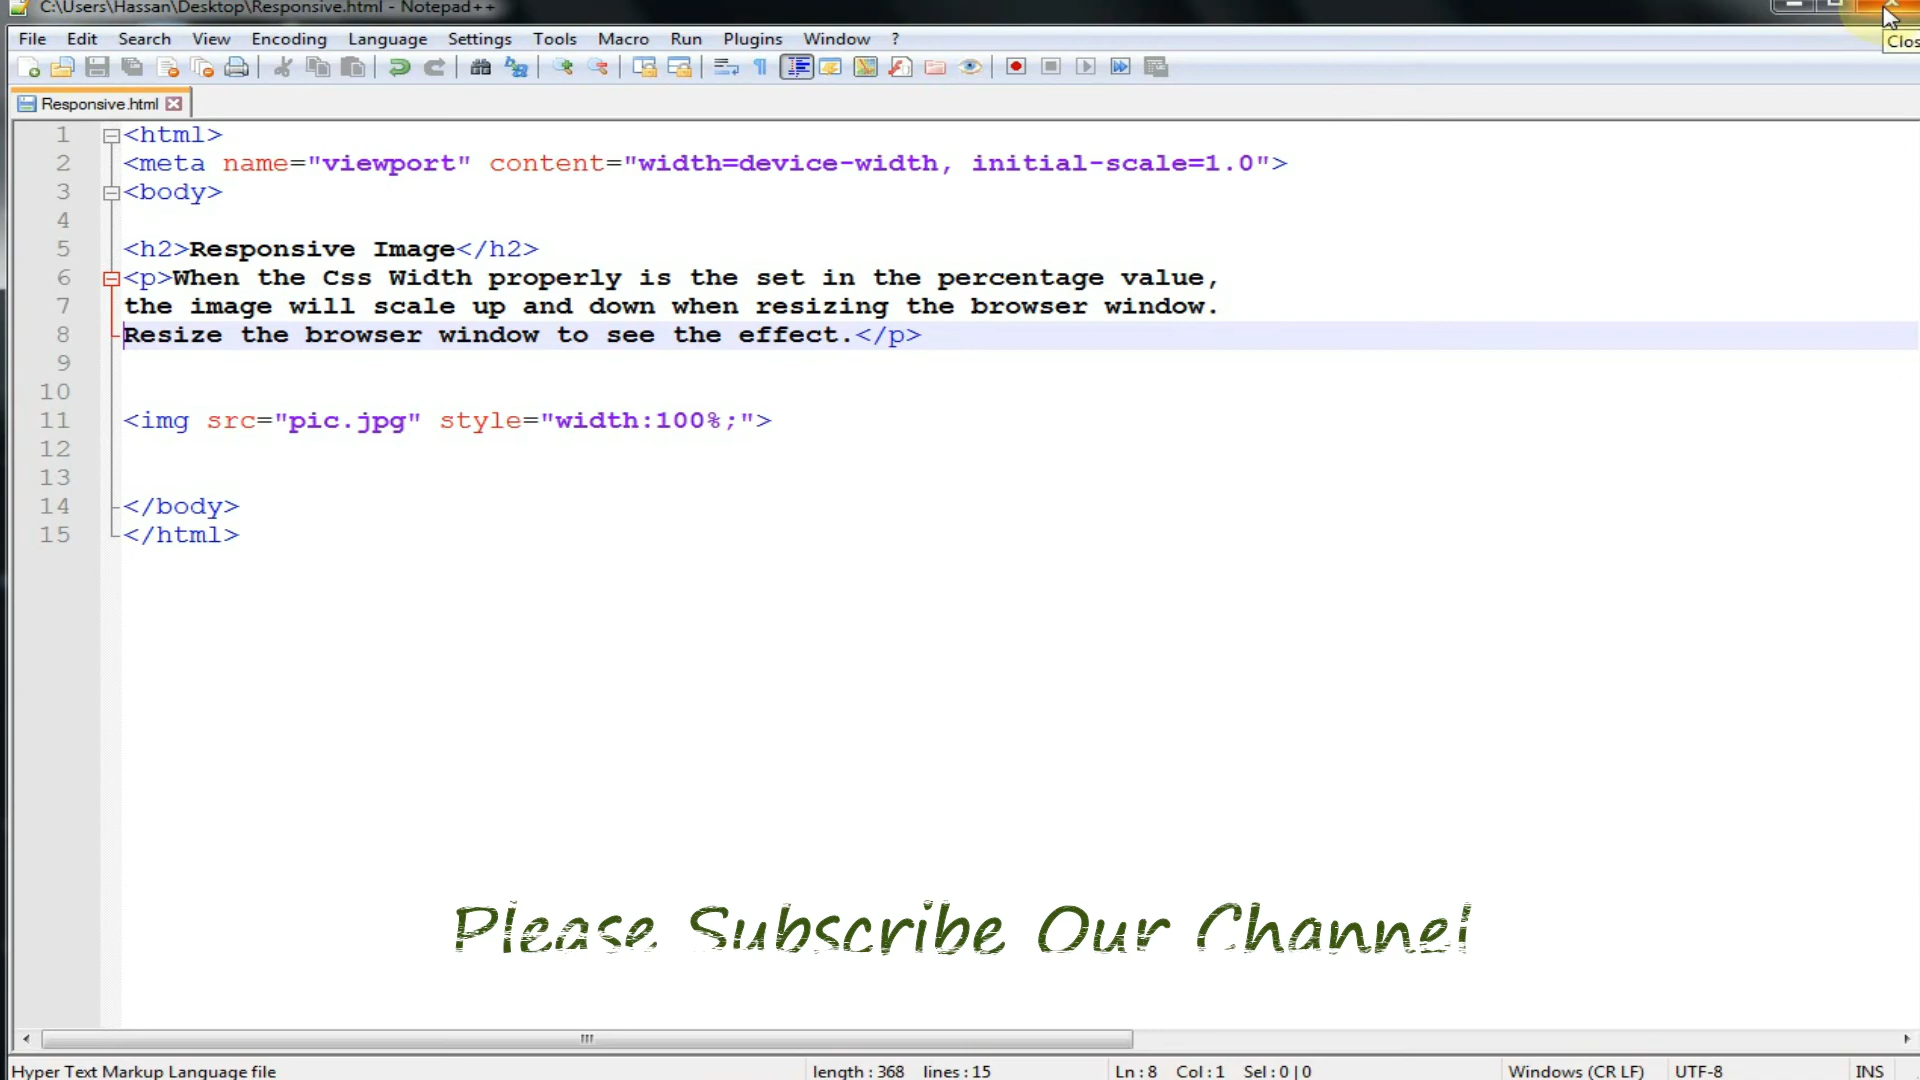 C:\Users\Hassan\Desktop\Responsive.html - Notepad++
Clos
File Edit Search View Encoding Language Settings Tools Macro Run Plugins Window ?
Responsive.html
1 <html>
2 <meta name="viewport" content="width=device-width, initial-scale=1.0">
3 <body>
4
5 <h2>Responsive Image</h2>
6 <p>When the Css Width properly is the set in the percentage value,
7 the image will scale up and down when resizing the browser window.
8 Resize the browser window to see the effect.</p>
9
10
11 <img src="pic.jpg" style="width:100%;">
12
13
14 </body>
15 </html>
Please Subscribe Our Channel
Hyper Text Markup Language file length : 368 lines : 15 Ln : 8 Col : 1 Sel : 0 | 0 Windows (CR LF) UTF-8 INS